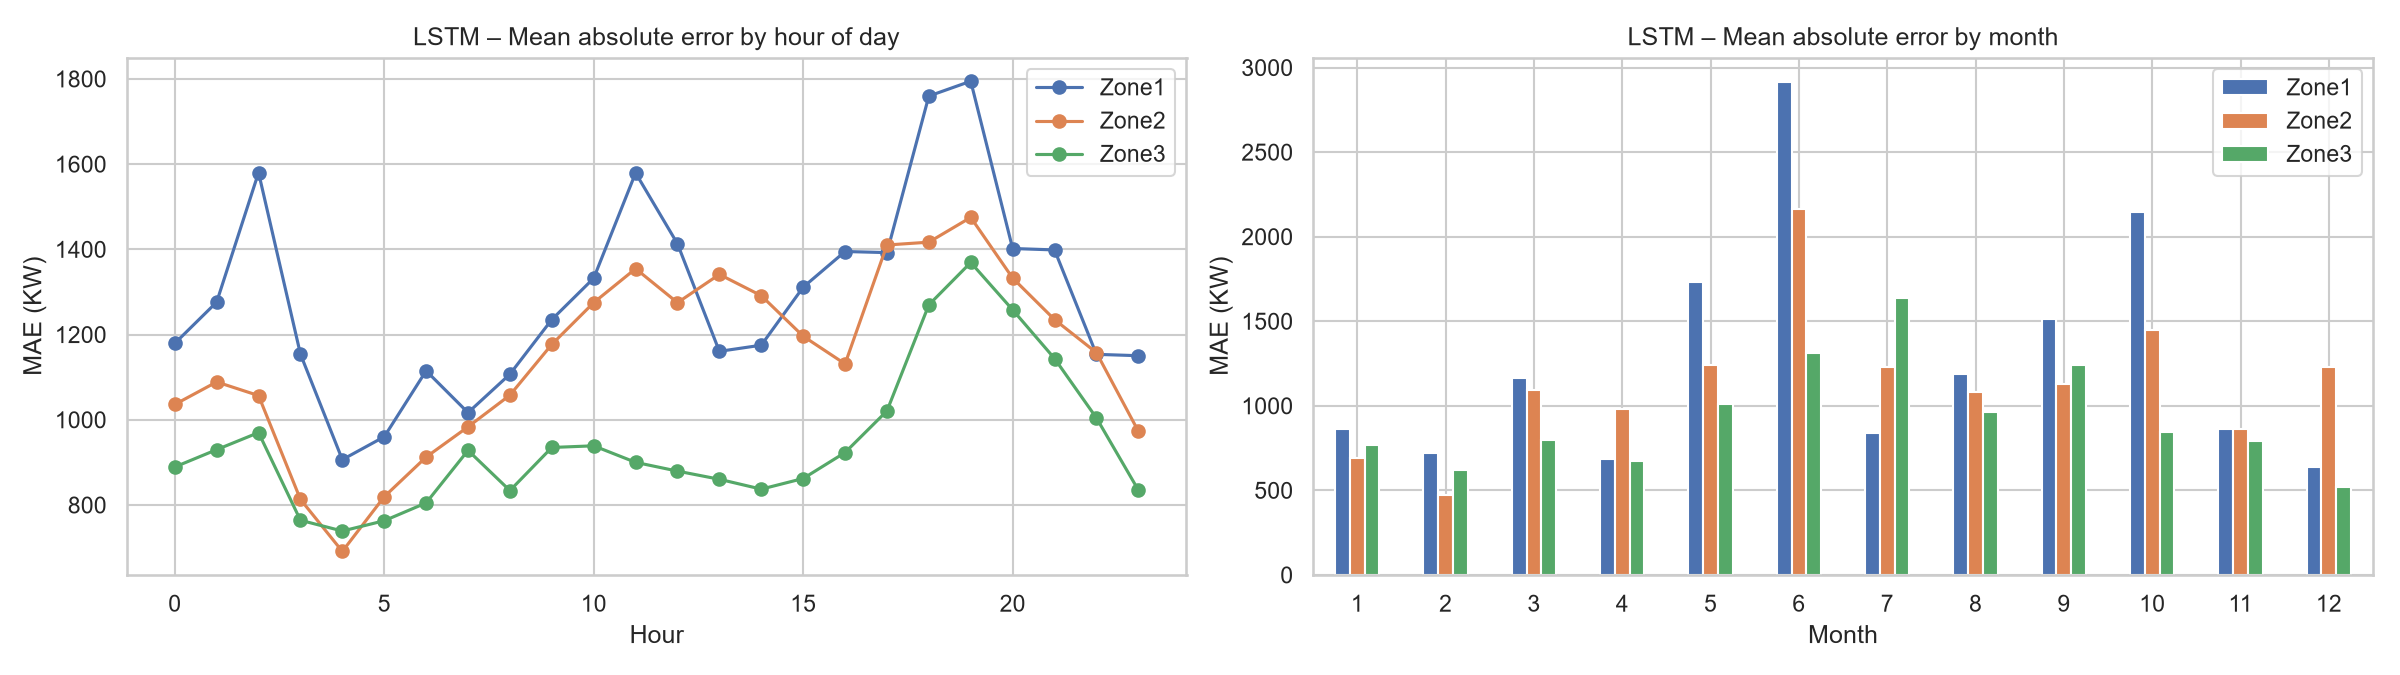 LSTM – Mean absolute error by hour of day
MAE (KW)
1800
1600
1400
1200
1000
800
0 5 10 15 20
Hour
Zone1
Zone2
Zone3
LSTM – Mean absolute error by month
MAE (KW)
3000
2500
2000
1500
1000
500
0
1 2 3 4 5 6 7 8 9 10 11 12
Month
Zone1
Zone2
Zone3